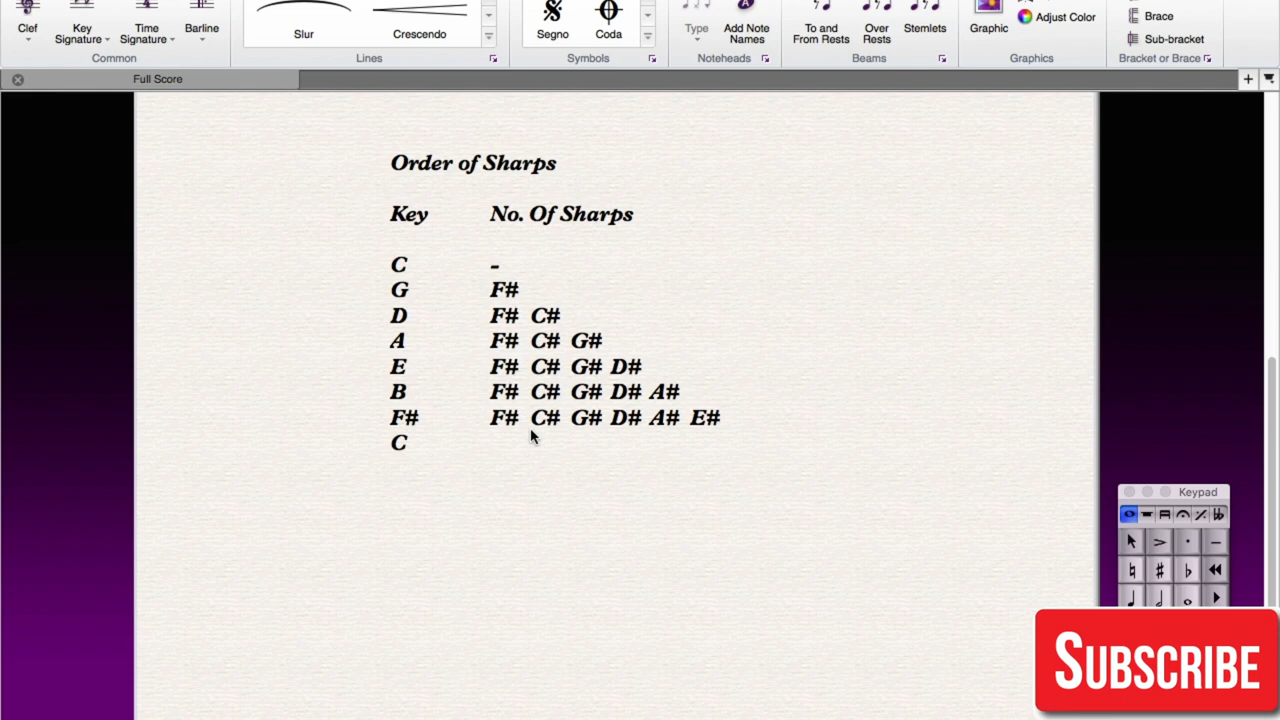 Clef Key Signature Time Signature Barline
Slur Crescendo
Segno Coda
Type Add Note Names
To and From Rests Over Rests Stemlets
Graphic Adjust Color
Brace
Sub-bracket
Common Lines Symbols Noteheads Beams Graphics Bracket or Brace
Full Score
Order of Sharps
Key No. Of Sharps
C -
G F#
D F# C#
A F# C# G#
E F# C# G# D#
B F# C# G# D# A#
F# F# C# G# D# A# E#
C
Keypad
SUBSCRIBE